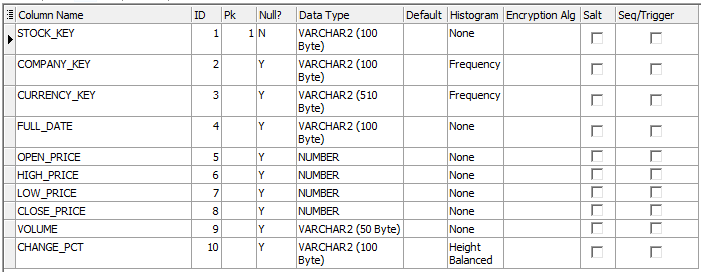 Column Name ID Pk Null? Data Type Default Histogram Encryption Alg Salt Seq/Trigger
STOCK_KEY 1 1 N VARCHAR2 (100 Byte) None
COMPANY_KEY 2 Y VARCHAR2 (100 Byte) Frequency
CURRENCY_KEY 3 Y VARCHAR2 (510 Byte) Frequency
FULL_DATE 4 Y VARCHAR2 (100 Byte) None
OPEN_PRICE 5 Y NUMBER None
HIGH_PRICE 6 Y NUMBER None
LOW_PRICE 7 Y NUMBER None
CLOSE_PRICE 8 Y NUMBER None
VOLUME 9 Y VARCHAR2 (50 Byte) None
CHANGE_PCT 10 Y VARCHAR2 (100 Byte) Height Balanced